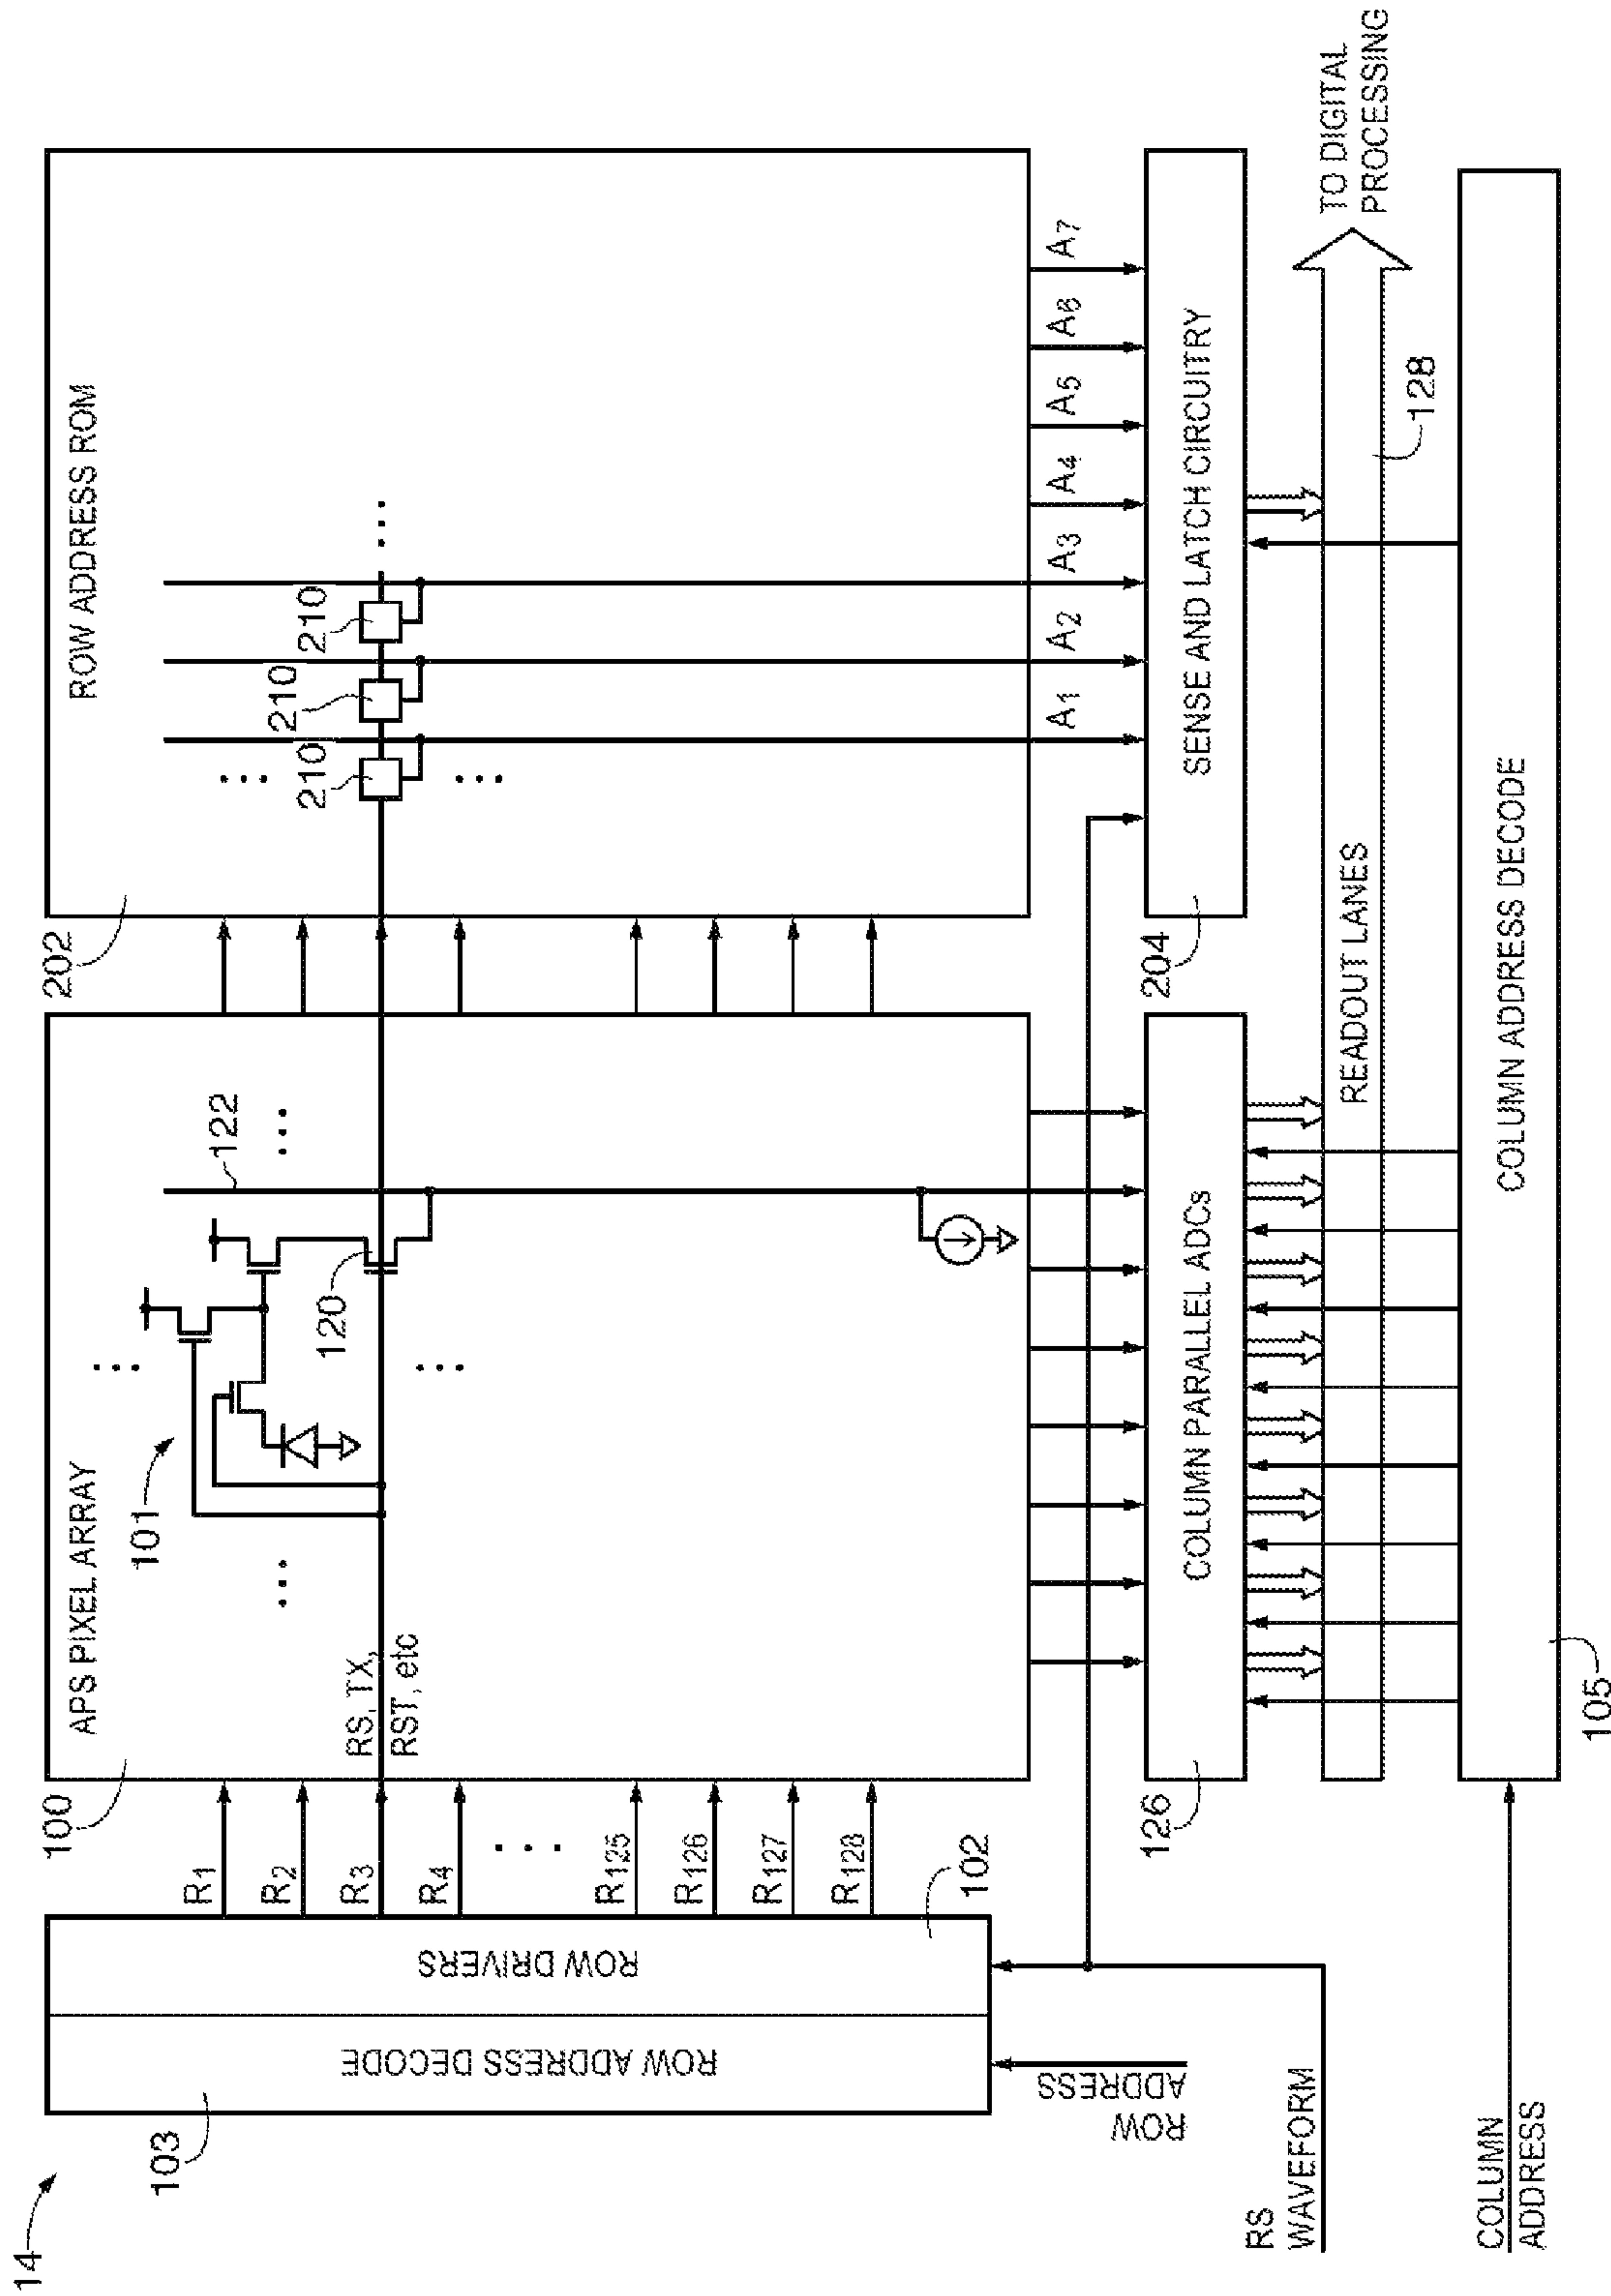 14
103
ROW ADDRESS DECODE
ROW DRIVERS
102
ROW
ADDRESS
RS
WAVEFORM
COLUMN
ADDRESS
R1
R2
R3
R4
. . .
R125
R126
R127
R128
100
APS PIXEL ARRAY
101
RS, TX,
RST, etc
120
122
202
ROW ADDRESS ROM
210
210
210
A1
A2
A3
A4
A5
A6
A7
126
COLUMN PARALLEL ADCs
204
SENSE AND LATCH CIRCUITRY
READOUT LANES
128
TO DIGITAL
PROCESSING
105
COLUMN ADDRESS DECODE